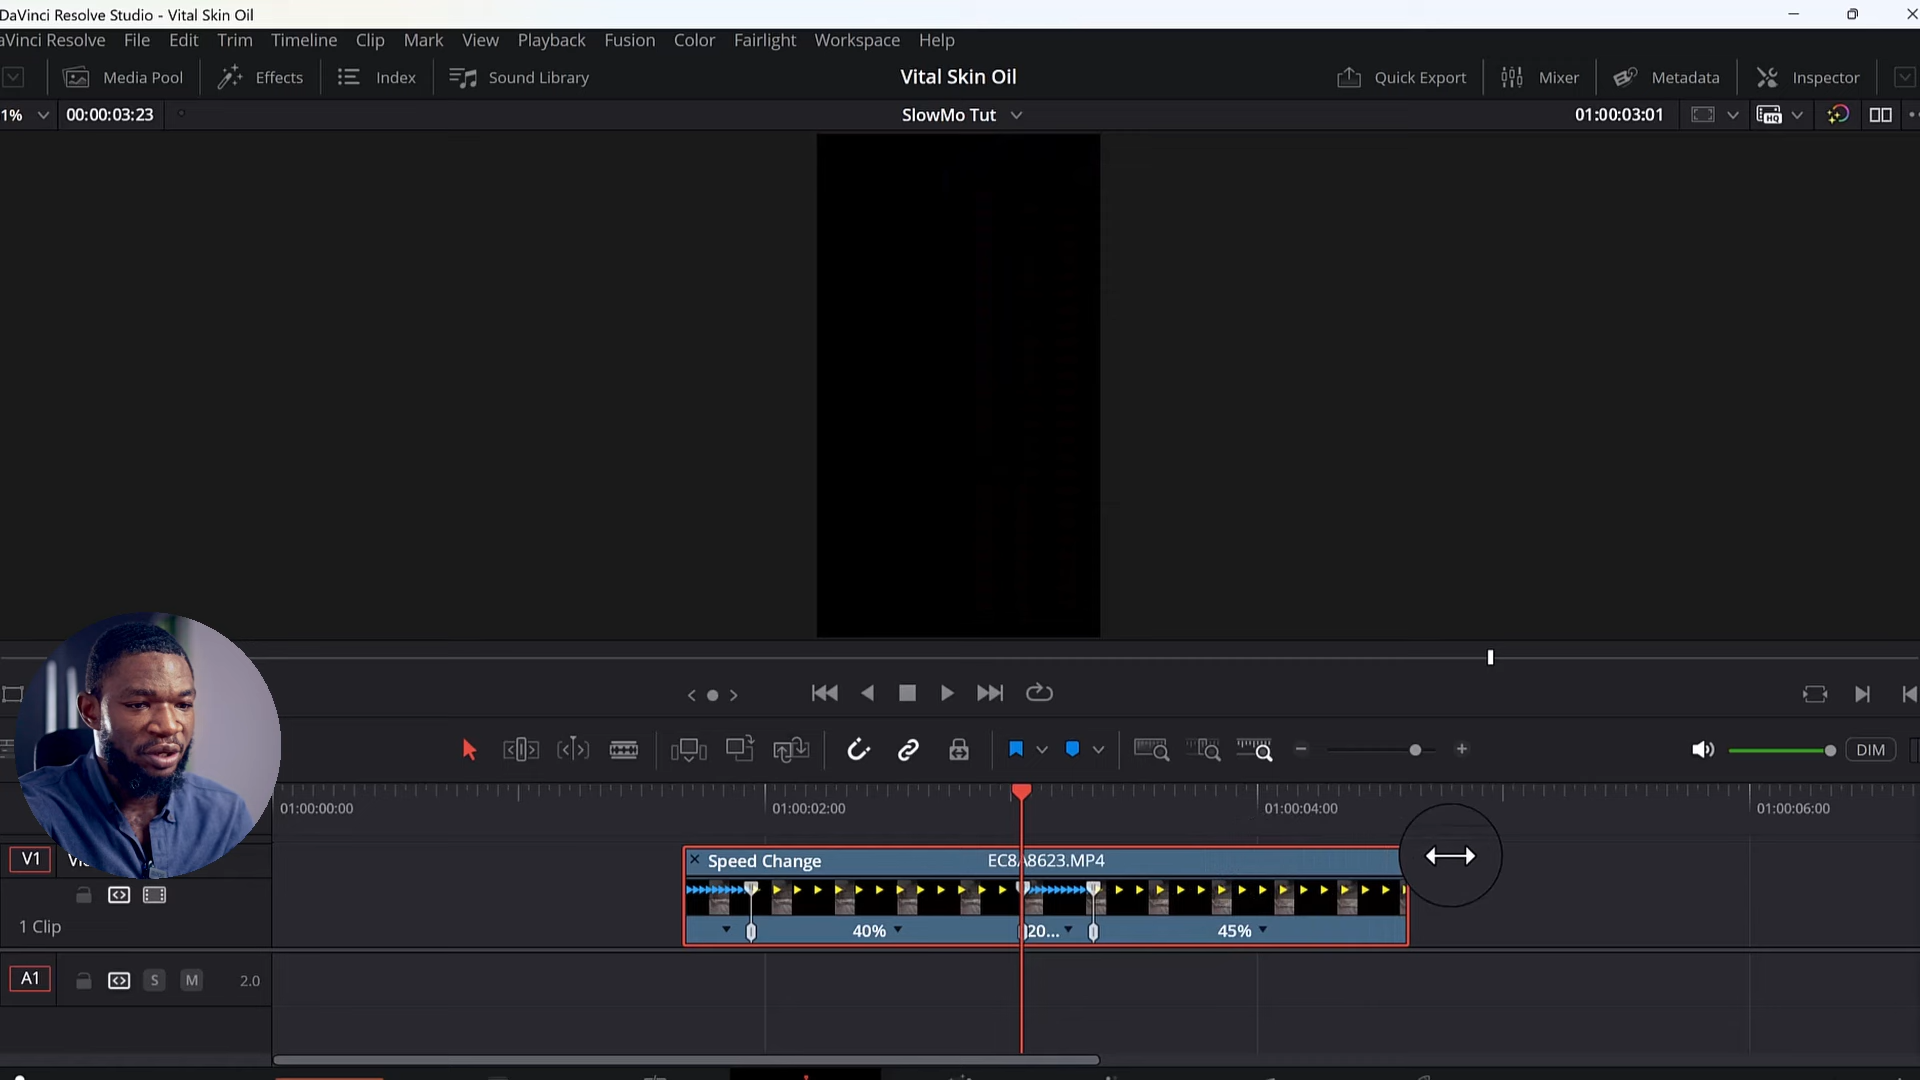 DaVinci Resolve Studio - Vital Skin Oil
aVinci Resolve File Edit Trim Timeline Clip Mark View Playback Fusion Color Fairlight Workspace Help
Media Pool Effects Index Sound Library Vital Skin Oil Quick Export Mixer Metadata Inspector
1% 00:00:03:23 SlowMo Tut 01:00:03:01 HQ
DIM
01:00:00:00 01:00:02:00 01:00:04:00 01:00:06:00
V1 Speed Change EC8A8623.MP4
1 Clip 40% 20... 45%
A1 S M 2.0